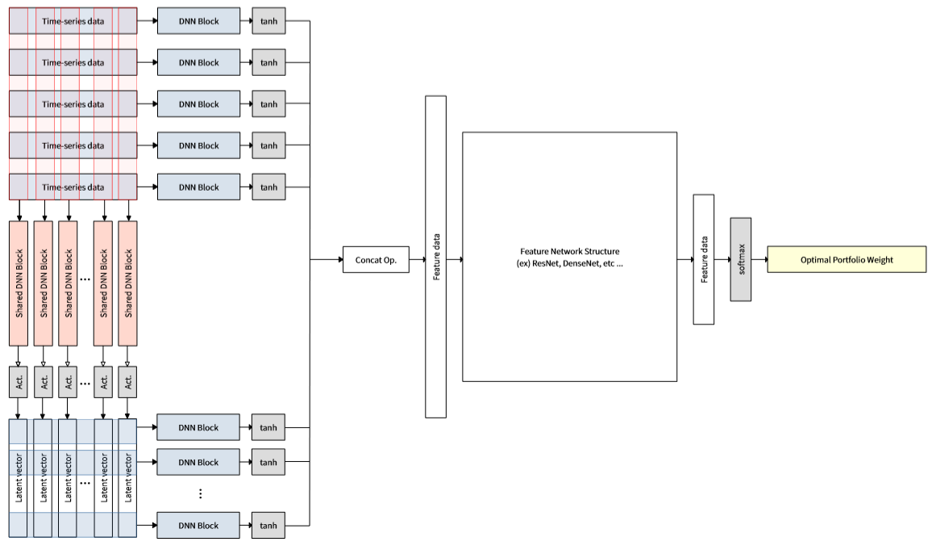 Time-series data
DNN Block
tanh
Time-series data
DNN Block
tanh
Time-series data
DNN Block
tanh
Time-series data
DNN Block
tanh
Time-series data
DNN Block
tanh
Shared DNN Block
Shared DNN Block
Shared DNN Block
...
Shared DNN Block
Shared DNN Block
Act.
Act.
Act.
...
Act.
Act.
Latent vector
Latent vector
Latent vector
...
Latent vector
Latent vector
DNN Block
tanh
DNN Block
tanh
...
DNN Block
tanh
Concat Op.
Feature data
Feature Network Structure
(ex) ResNet, DenseNet, etc ...
Feature data
softmax
Optimal Portfolio Weight